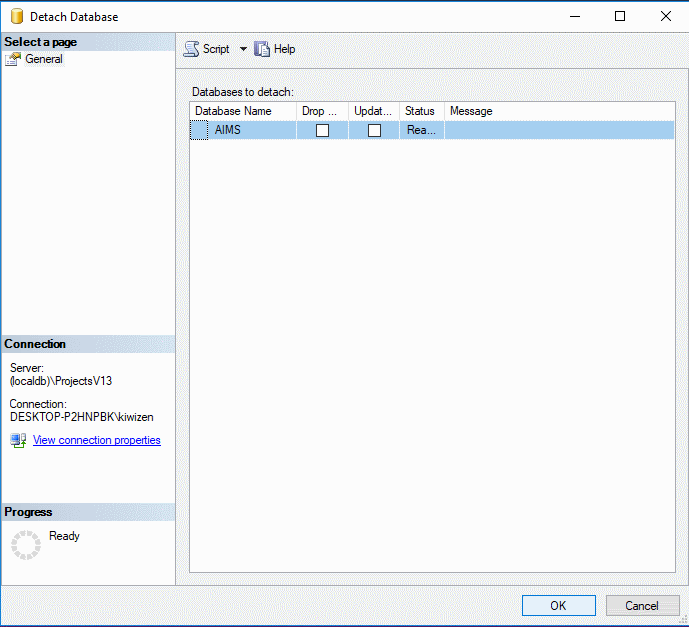 Detach Database
Select a page
General
Script
Help
Databases to detach:
Database Name Drop ... Updat... Status Message
AIMS Rea...
Connection
Server:
(localdb)\ProjectsV13
Connection:
DESKTOP-P2HNPBK\kiwizen
View connection properties
Progress
Ready
OK
Cancel